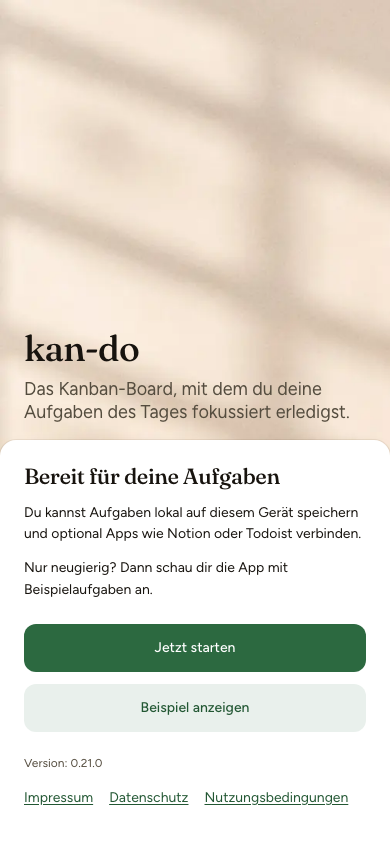 kan-do
Das Kanban-Board, mit dem du deine
Aufgaben des Tages fokussiert erledigst.
Bereit für deine Aufgaben
Du kannst Aufgaben lokal auf diesem Gerät speichern
und optional Apps wie Notion oder Todoist verbinden.
Nur neugierig? Dann schau dir die App mit
Beispielaufgaben an.
Jetzt starten
Beispiel anzeigen
Version: 0.21.0
Impressum Datenschutz Nutzungsbedingungen